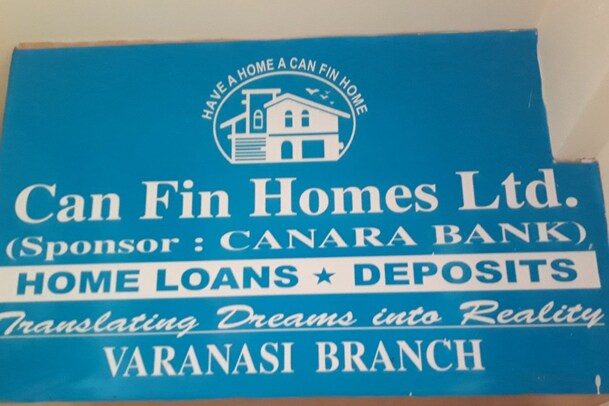 HAVE A HOME A CAN FIN HOME
Can Fin Homes Ltd.
(Sponsor : CANARA BANK)
HOME LOANS ★ DEPOSITS
Translating Dreams into Reality
VARANASI BRANCH